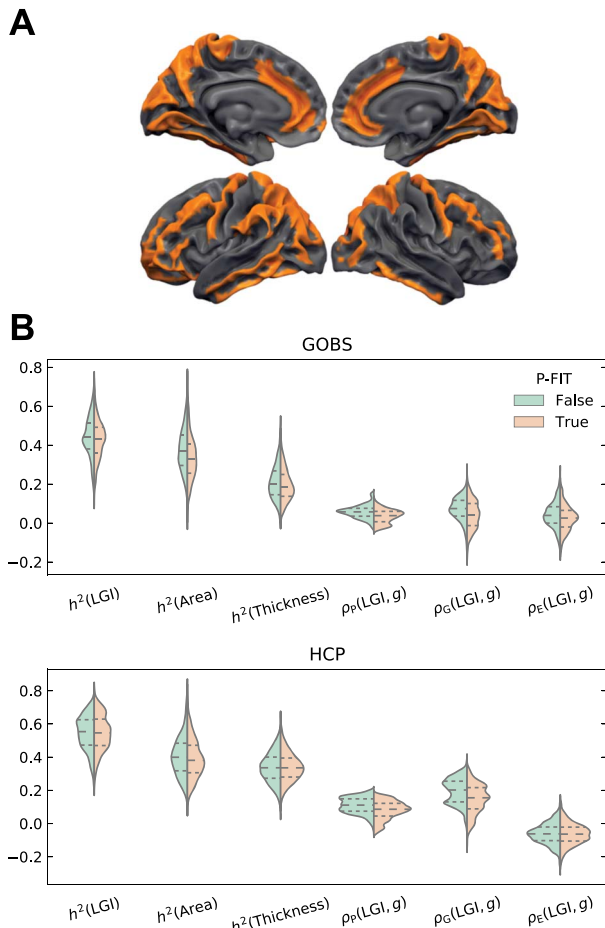 A
B
GOBS
0.8
0.6
0.4
0.2
0.0
−0.2
P-FIT
False
True
h²(LGI)
h²(Area)
h²(Thickness)
ρP(LGI, g)
ρG(LGI, g)
ρE(LGI, g)
HCP
0.8
0.6
0.4
0.2
0.0
−0.2
h²(LGI)
h²(Area)
h²(Thickness)
ρP(LGI, g)
ρG(LGI, g)
ρE(LGI, g)